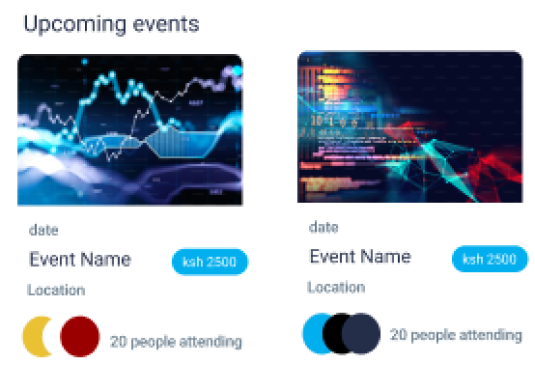 Upcoming events
date
Event Name
ksh 2500
Location
20 people attending
date
Event Name
ksh 2500
Location
20 people attending